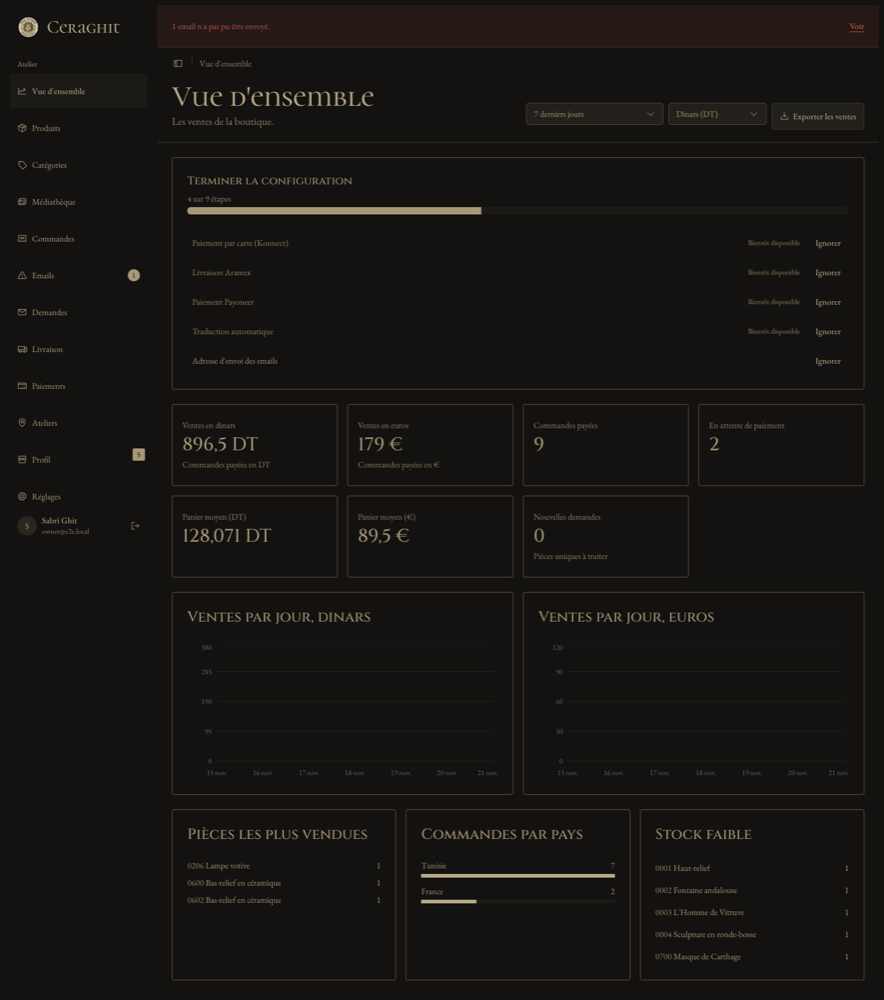 Ceraghit
1 email n'a pas pu être envoyé.
Voir
Atelier
Vue d'ensemble
Produits
Catégories
Médiathèque
Commandes
Emails
1
Demandes
Livraison
Paiements
Ateliers
Profil
Réglages
S
Sabri Ghit
owner@e2e.local
Vue d'ensemble
Vue d'ensemble
Les ventes de la boutique.
7 derniers jours
Dinars (DT)
Exporter les ventes
Terminer la configuration
4 sur 9 étapes
Paiement par carte (Konnect)
Bientôt disponible
Ignorer
Livraison Aramex
Bientôt disponible
Ignorer
Paiement Payoneer
Bientôt disponible
Ignorer
Traduction automatique
Bientôt disponible
Ignorer
Adresse d'envoi des emails
Ignorer
Ventes en dinars
896,5 DT
Commandes payées en DT
Ventes en euros
179 €
Commandes payées en €
Commandes payées
9
En attente de paiement
2
Panier moyen (DT)
128,071 DT
Panier moyen (€)
89,5 €
Nouvelles demandes
0
Pièces uniques à traiter
Ventes par jour, dinars
380
285
190
95
0
15 nov.
16 nov.
17 nov.
18 nov.
19 nov.
20 nov.
21 nov.
Ventes par jour, euros
120
90
60
30
0
15 nov.
16 nov.
17 nov.
18 nov.
19 nov.
20 nov.
21 nov.
Pièces les plus vendues
0206 Lampe votive 1
0600 Bas-relief en céramique 1
0602 Bas-relief en céramique 1
Commandes par pays
Tunisie 7
France 2
Stock faible
0001 Haut-relief 1
0002 Fontaine andalouse 1
0003 L'Homme de Vitruve 1
0004 Sculpture en ronde-bosse 1
0700 Masque de Carthage 1